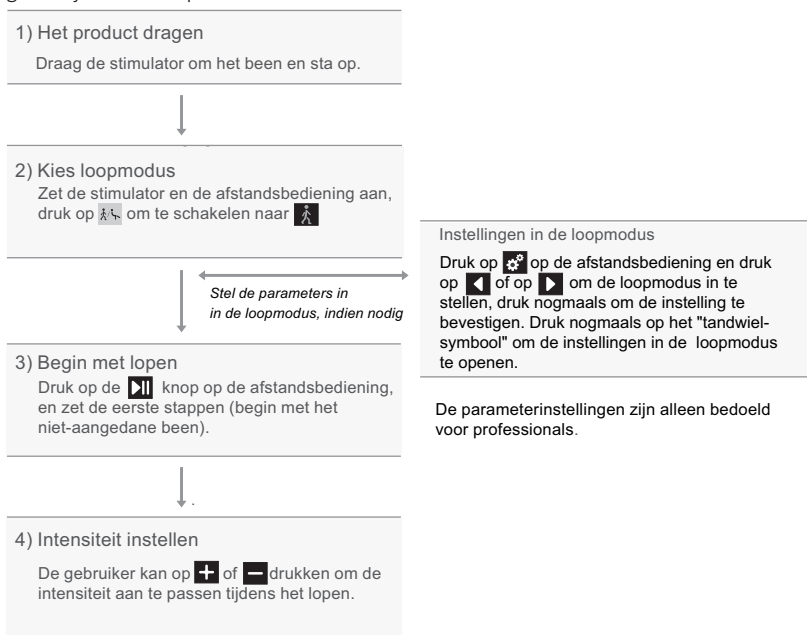 1) Het product dragen
Draag de stimulator om het been en sta op.
2) Kies loopmodus
Zet de stimulator en de afstandsbediening aan,
druk op om te schakelen naar
Stel de parameters in
in de loopmodus, indien nodig
Instellingen in de loopmodus
Druk op op de afstandsbediening en druk
op of op om de loopmodus in te
stellen, druk nogmaals om de instelling te
bevestigen. Druk nogmaals op het "tandwiel-
symbool" om de instellingen in de loopmodus
te openen.
De parameterinstellingen zijn alleen bedoeld
voor professionals.
3) Begin met lopen
Druk op de knop op de afstandsbediening,
en zet de eerste stappen (begin met het
niet-aangedane been).
4) Intensiteit instellen
De gebruiker kan op + of - drukken om de
intensiteit aan te passen tijdens het lopen.